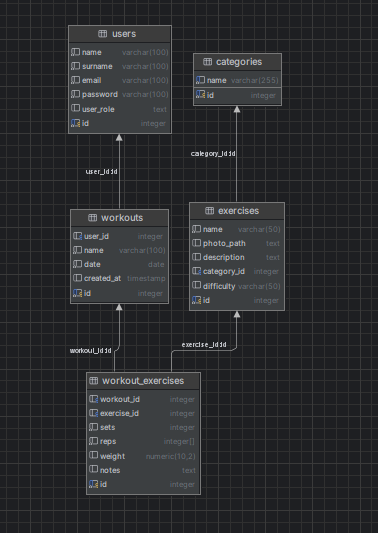 users
name varchar(100)
surname varchar(100)
email varchar(100)
password varchar(100)
user_role text
id integer
categories
name varchar(255)
id integer
user_id:id
category_id:id
workouts
user_id integer
name varchar(100)
date date
created_at timestamp
id integer
exercises
name varchar(50)
photo_path text
description text
category_id integer
difficulty varchar(50)
id integer
workout_id:id
exercise_id:id
workout_exercises
workout_id integer
exercise_id integer
sets integer
reps integer[]
weight numeric(10,2)
notes text
id integer